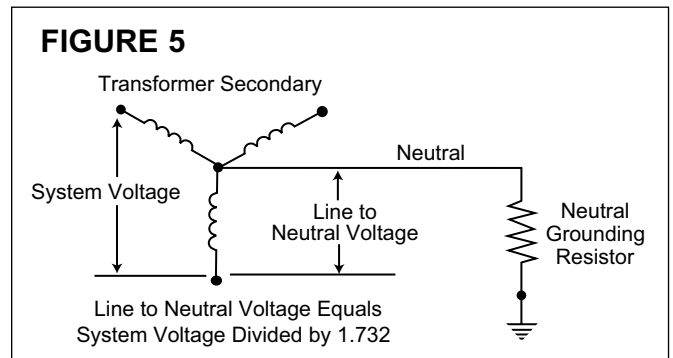 FIGURE 5
Transformer Secondary
Neutral
System Voltage
Line to
Neutral Voltage
Neutral
Grounding
Resistor
Line to Neutral Voltage Equals
System Voltage Divided by 1.732